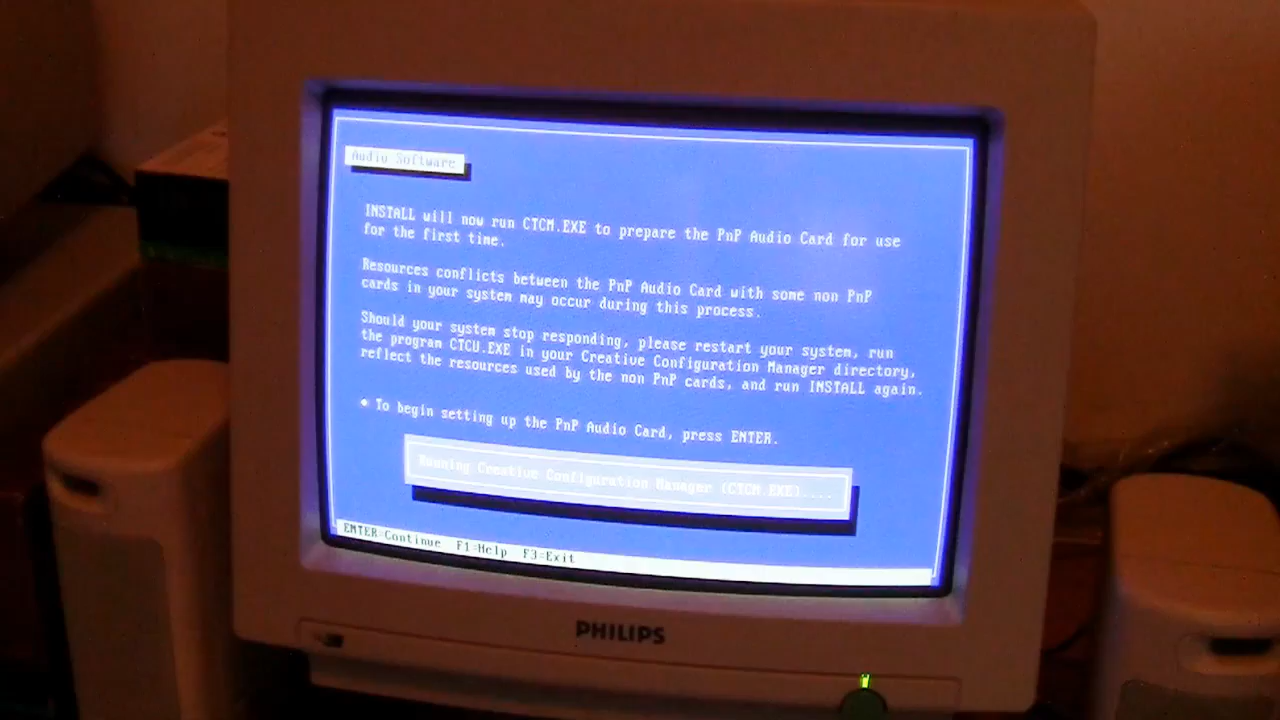 Audio Software
INSTALL will now run CTCM.EXE to prepare the PnP Audio Card for use
for the first time.
Resources conflicts between the PnP Audio Card with some non PnP
cards in your system may occur during this process.
Should your system stop responding, please restart your system, run
the program CTCU.EXE in your Creative Configuration Manager directory,
reflect the resources used by the non PnP cards, and run INSTALL again.
• To begin setting up the PnP Audio Card, press ENTER.
Running Creative Configuration Manager (CTCM.EXE)....
ENTER=Continue F1=Help F3=Exit
PHILIPS